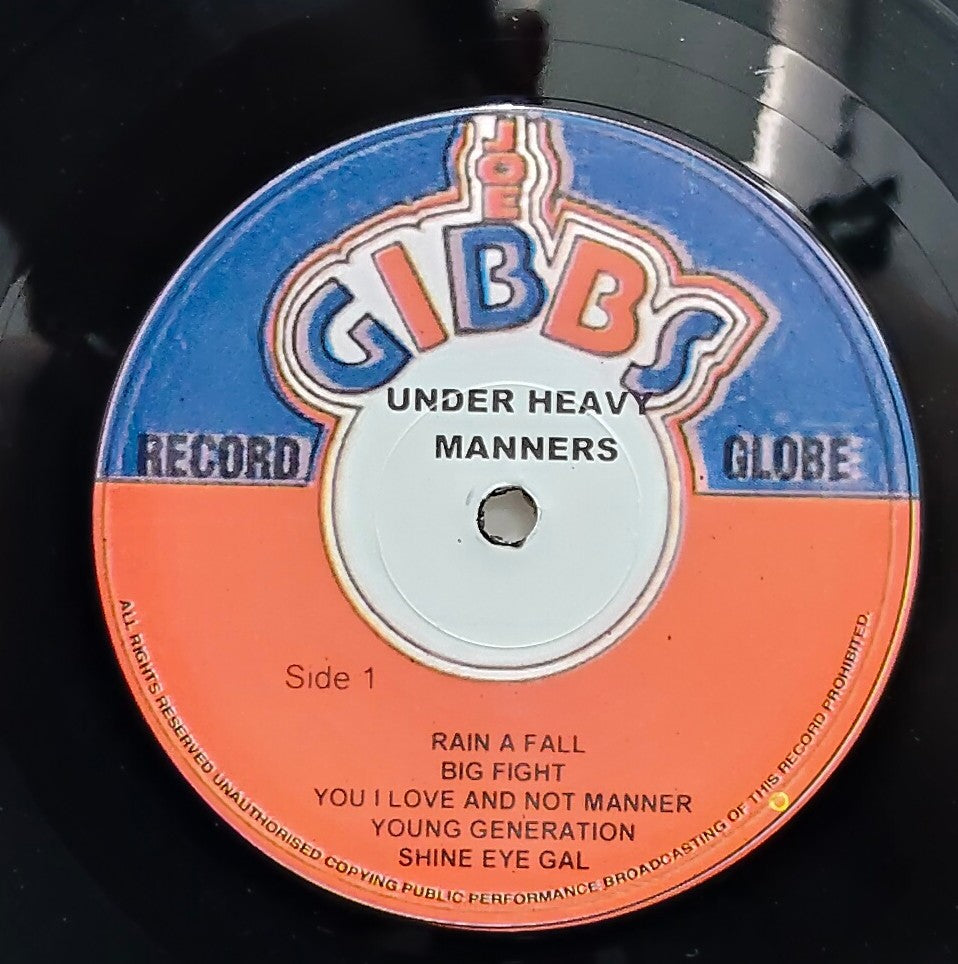 JOE
GIBBS
UNDER HEAVY
MANNERS
RECORD GLOBE
Side 1
RAIN A FALL
BIG FIGHT
YOU I LOVE AND NOT MANNER
YOUNG GENERATION
SHINE EYE GAL
ALL RIGHTS RESERVED UNAUTHORISED COPYING PUBLIC PERFORMANCE BROADCASTING OF THIS RECORD PROHIBITED.